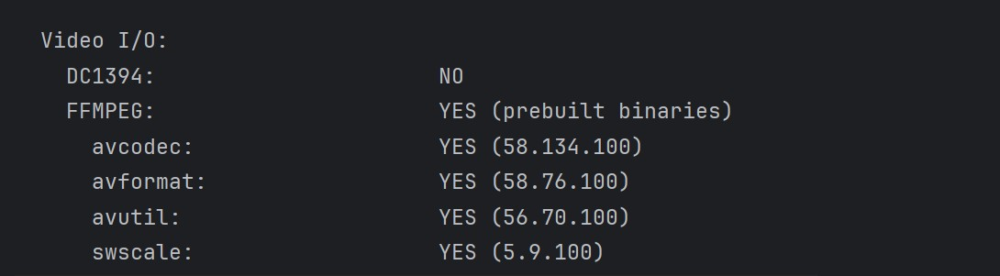 Video I/O:
DC1394: NO
FFMPEG: YES (prebuilt binaries)
avcodec: YES (58.134.100)
avformat: YES (58.76.100)
avutil: YES (56.70.100)
swscale: YES (5.9.100)